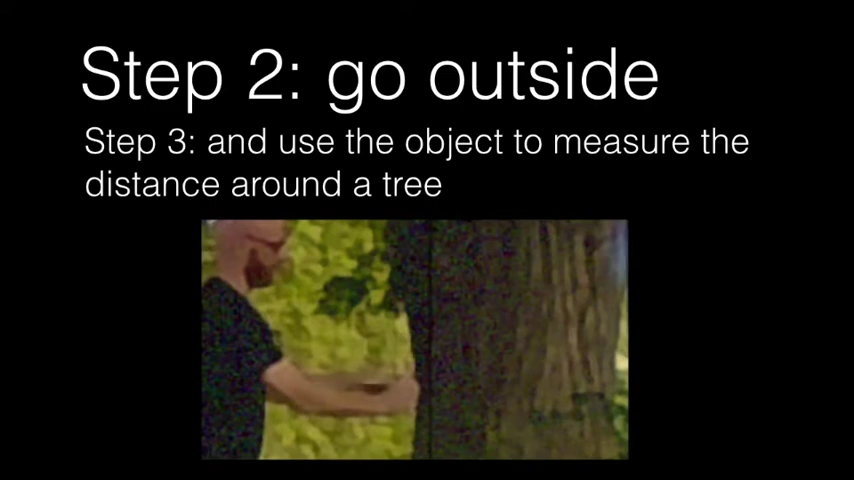 Step 2: go outside
Step 3: and use the object to measure the
distance around a tree